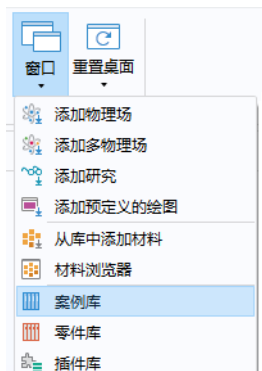 窗口 重置桌面
添加物理场
添加多物理场
添加研究
添加预定义的绘图
从库中添加材料
材料浏览器
案例库
零件库
插件库